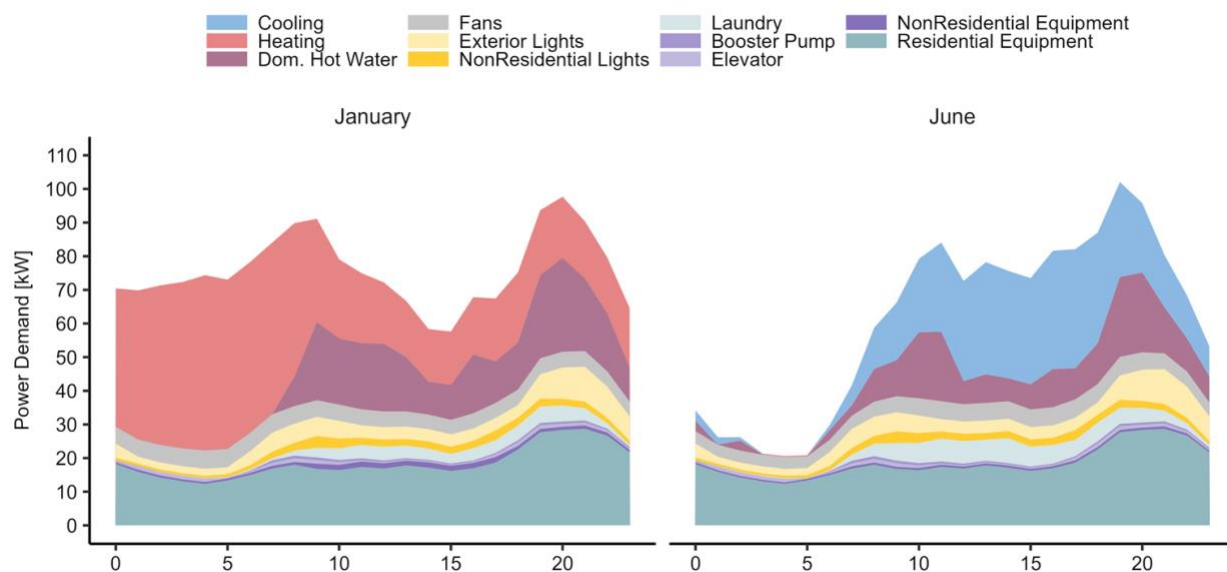 Cooling Fans Laundry NonResidential Equipment
Heating Exterior Lights Booster Pump Residential Equipment
Dom. Hot Water NonResidential Lights Elevator
January June
Power Demand [kW]
110
100
90
80
70
60
50
40
30
20
10
0
0 5 10 15 20 0 5 10 15 20